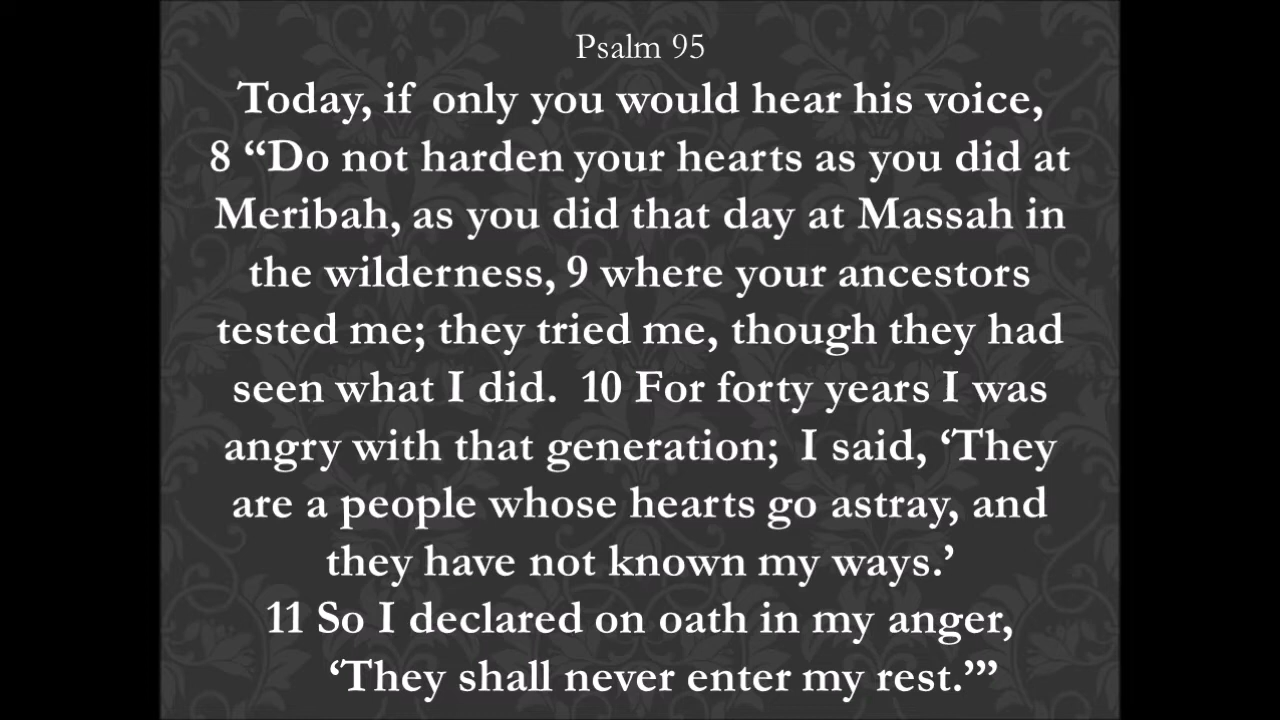 Psalm 95
Today, if only you would hear his voice,
8 “Do not harden your hearts as you did at
Meribah, as you did that day at Massah in
the wilderness, 9 where your ancestors
tested me; they tried me, though they had
seen what I did. 10 For forty years I was
angry with that generation; I said, ‘They
are a people whose hearts go astray, and
they have not known my ways.’
11 So I declared on oath in my anger,
‘They shall never enter my rest.’”